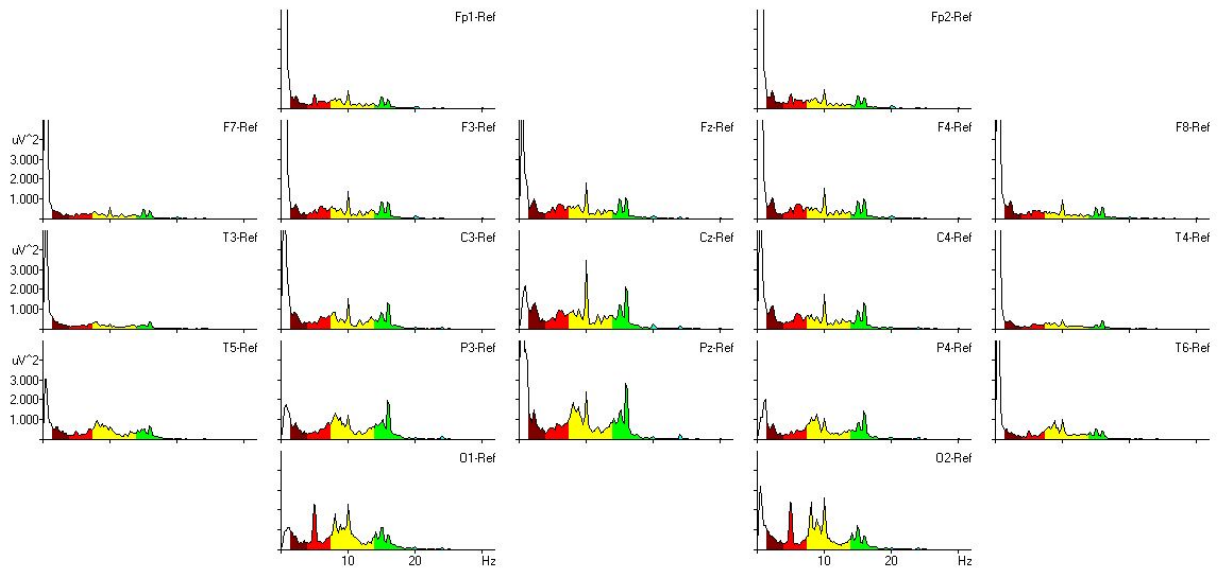 Fp1-Ref Fp2-Ref
F7-Ref F3-Ref Fz-Ref F4-Ref F8-Ref
uV^2
3.000
2.000
1.000
T3-Ref C3-Ref Cz-Ref C4-Ref T4-Ref
uV^2
3.000
2.000
1.000
T5-Ref P3-Ref Pz-Ref P4-Ref T6-Ref
uV^2
3.000
2.000
1.000
O1-Ref O2-Ref
10 20 Hz 10 20 Hz